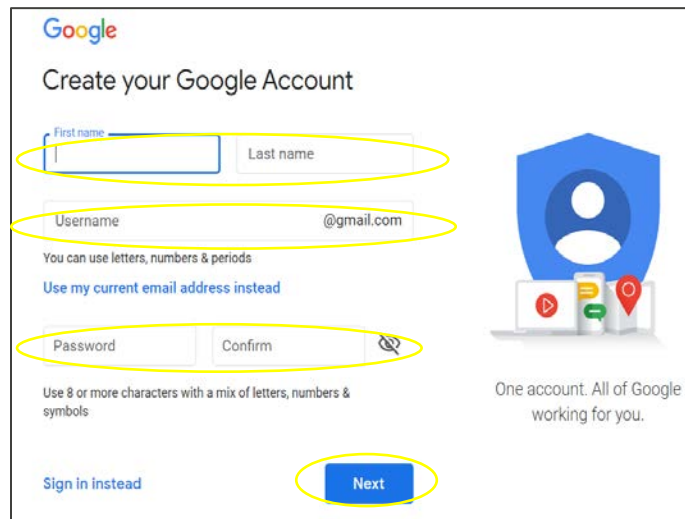 Google
Create your Google Account
First name
Last name
Username @gmail.com
You can use letters, numbers & periods
Use my current email address instead
Password Confirm
Use 8 or more characters with a mix of letters, numbers &
symbols
One account. All of Google
working for you.
Sign in instead Next